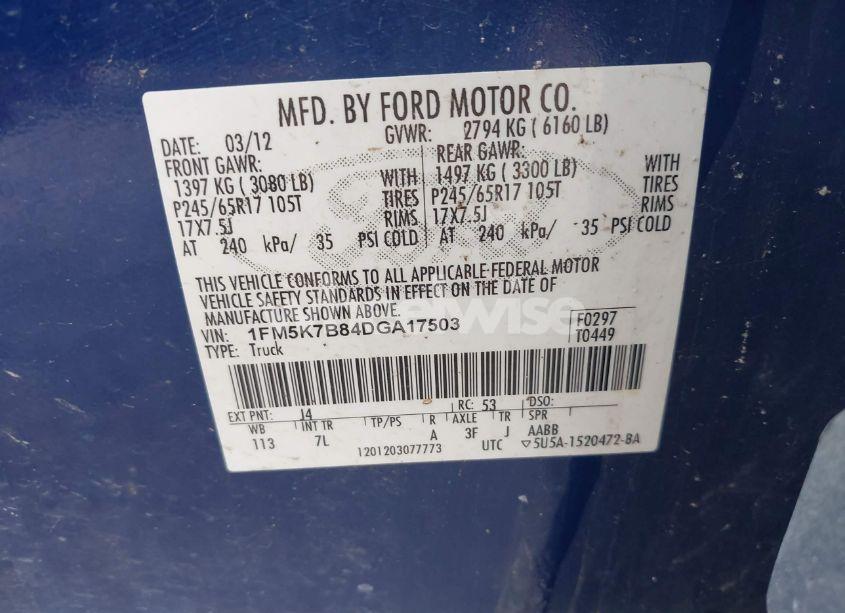 MFD. BY FORD MOTOR CO.
DATE: 03/12 GVWR: 2794 KG ( 6160 LB)
FRONT GAWR: REAR GAWR:
1397 KG ( 3080 LB) WITH 1497 KG ( 3300 LB) WITH
P245/65R17 105T TIRES P245/65R17 105T TIRES
17X7.5J RIMS 17X7.5J RIMS
AT 240 kPa/ 35 PSI COLD AT 240 kPa/ 35 PSI COLD
THIS VEHICLE CONFORMS TO ALL APPLICABLE FEDERAL MOTOR
VEHICLE SAFETY STANDARDS IN EFFECT ON THE DATE OF
MANUFACTURE SHOWN ABOVE.
VIN: 1FM5K7B84DGA17503 F0297
TYPE: Truck T0449
EXT PNT: J4 RC: 53 DSO:
WB INT TR TP/PS R AXLE TR SPR
113 7L A 3F J AABB
1201203077773 UTC ▽5U5A-1520472-BA